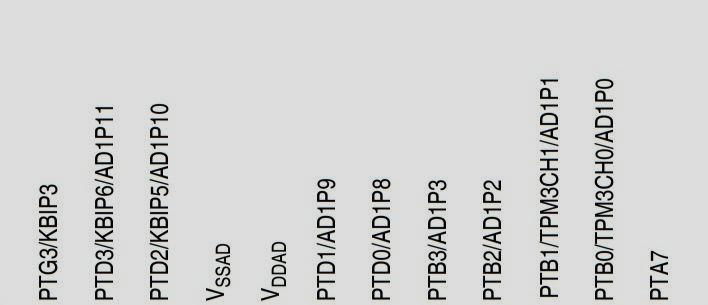 PTG3/KBIP3
PTD3/KBIP6/AD1P11
PTD2/KBIP5/AD1P10
VSSAD
VDDAD
PTD1/AD1P9
PTD0/AD1P8
PTB3/AD1P3
PTB2/AD1P2
PTB1/TPM3CH1/AD1P1
PTB0/TPM3CH0/AD1P0
PTA7